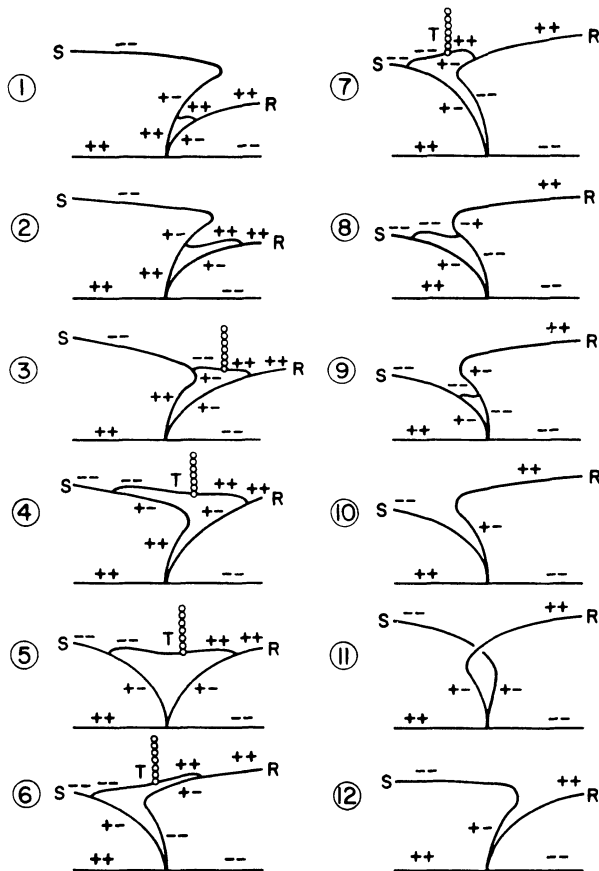 1
S --
+- ++ ++ R
++ ++ +- --
2
S --
+- ++ ++ R
++ ++ +- --
3
S --
-- ++ ++ R
+-
++ +-
++ --
4
S -- -- T ++ ++ R
+- +-
++
++ --
5
S -- -- T ++ ++ R
+- +-
++ --
6
S -- -- T ++ ++ R
+-
+- --
++ --
7
T
S -- -- ++ ++ R
+-
+- --
++ --
8
++ R
S -- -- -+
+- --
++ --
9
++ R
S -- +-
--
+- --
++ --
10
++ R
S --
+-
++ --
11
S -- ++ R
+- +-
++ --
12
S -- ++ R
+-
++ --